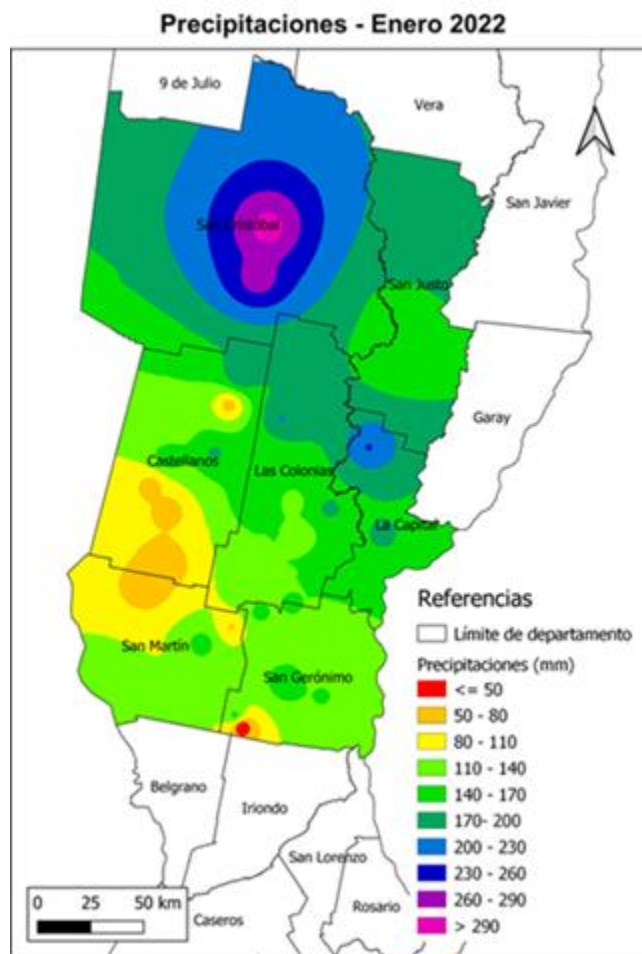 Precipitaciones - Enero 2022
9 de Julio
Vera
San Javier
San Cristóbal
San Justo
Garay
Castellanos
Las Colonias
La Capital
San Martín
San Gerónimo
Belgrano
Iriondo
San Lorenzo
Rosario
Caseros
Referencias
Límite de departamento
Precipitaciones (mm)
<= 50
50 - 80
80 - 110
110 - 140
140 - 170
170- 200
200 - 230
230 - 260
260 - 290
> 290
0 25 50 km